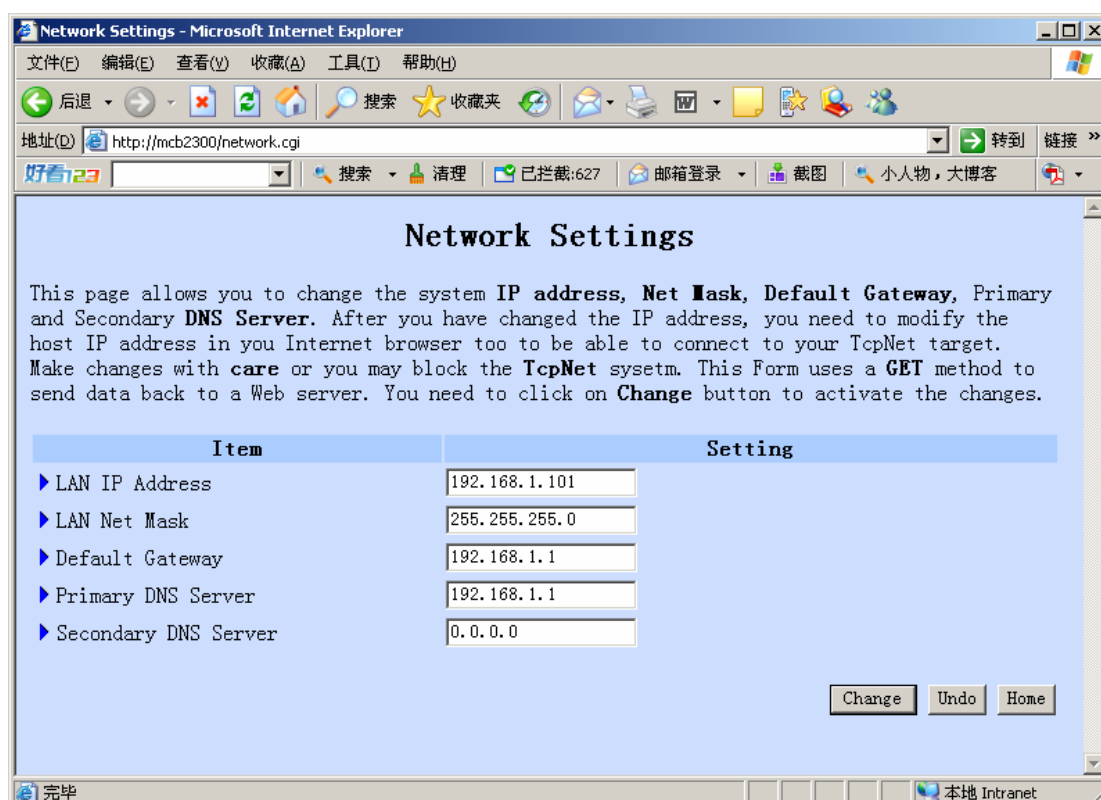 Network Settings - Microsoft Internet Explorer
文件(F) 编辑(E) 查看(V) 收藏(A) 工具(T) 帮助(H)
后退 搜索 收藏夹
地址(D) http://mcb2300/network.cgi 转到 链接 »
好看123 搜索 清理 已拦截:627 邮箱登录 截图 小人物，大博客
Network Settings
This page allows you to change the system IP address, Net Mask, Default Gateway, Primary
and Secondary DNS Server. After you have changed the IP address, you need to modify the
host IP address in you Internet browser too to be able to connect to your TcpNet target.
Make changes with care or you may block the TcpNet sysetm. This Form uses a GET method to
send data back to a Web server. You need to click on Change button to activate the changes.
Item Setting
LAN IP Address 192.168.1.101
LAN Net Mask 255.255.255.0
Default Gateway 192.168.1.1
Primary DNS Server 192.168.1.1
Secondary DNS Server 0.0.0.0
Change Undo Home
完毕 本地 Intranet